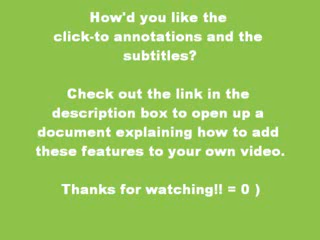 How'd you like the
click-to annotations and the
subtitles?
Check out the link in the
description box to open up a
document explaining how to add
these features to your own video.
Thanks for watching!! = 0 )